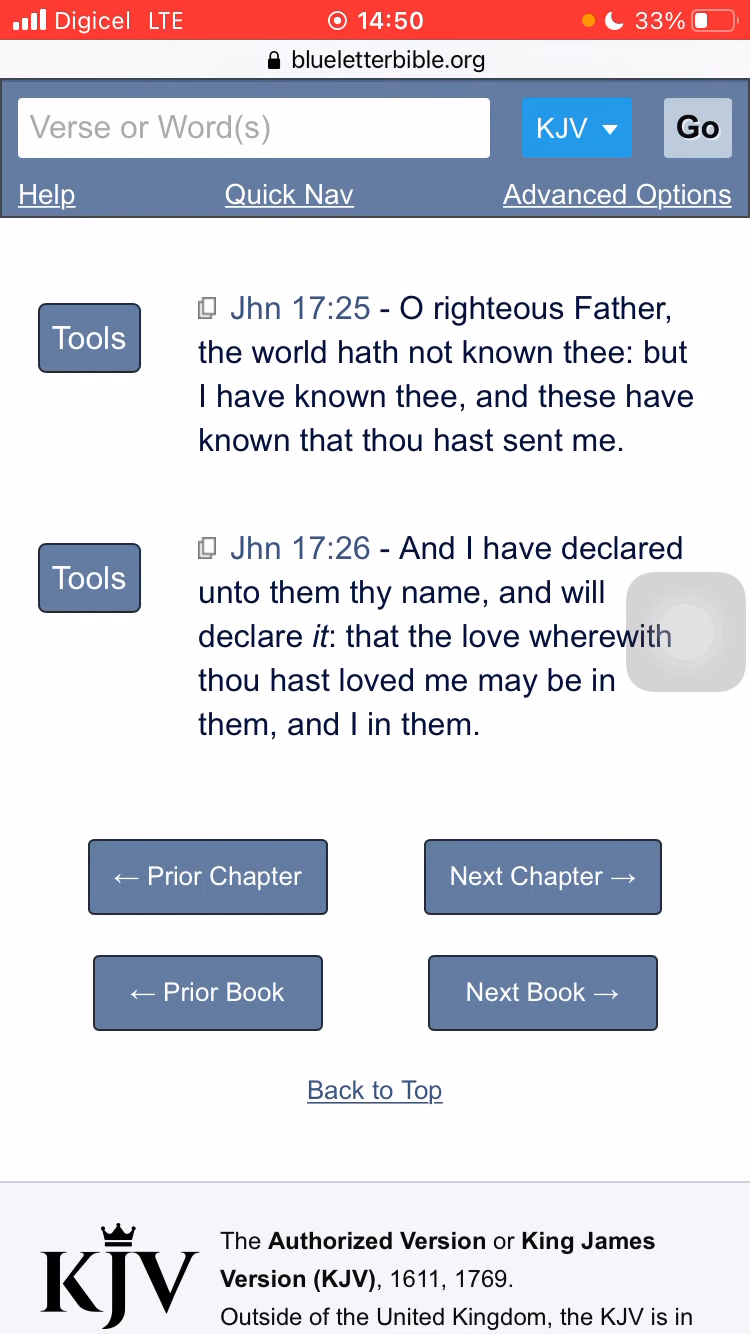 Digicel LTE 14:50 33%
blueletterbible.org
Verse or Word(s) KJV Go
Help Quick Nav Advanced Options
Tools
Jhn 17:25 - O righteous Father,
the world hath not known thee: but
I have known thee, and these have
known that thou hast sent me.
Tools
Jhn 17:26 - And I have declared
unto them thy name, and will
declare it: that the love wherewith
thou hast loved me may be in
them, and I in them.
← Prior Chapter Next Chapter →
← Prior Book Next Book →
Back to Top
KJV
The Authorized Version or King James
Version (KJV), 1611, 1769.
Outside of the United Kingdom, the KJV is in